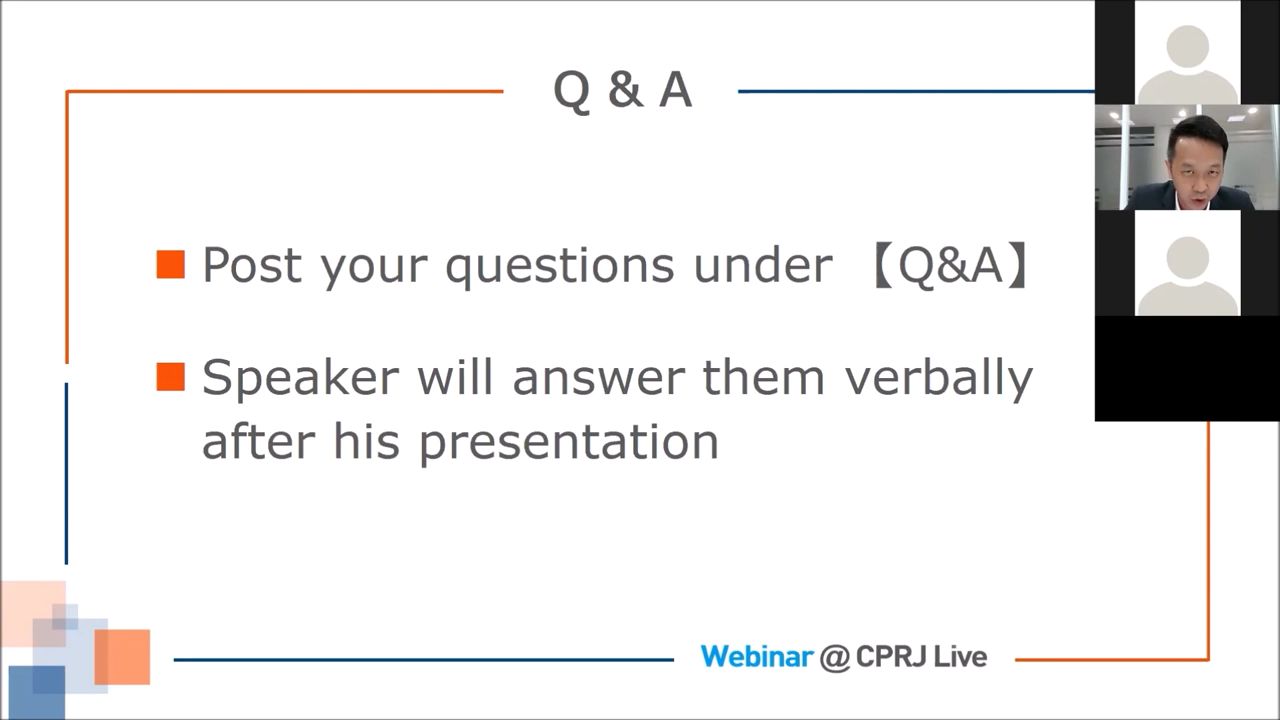 Q & A
Post your questions under 【Q&A】
Speaker will answer them verbally
after his presentation
Webinar @ CPRJ Live